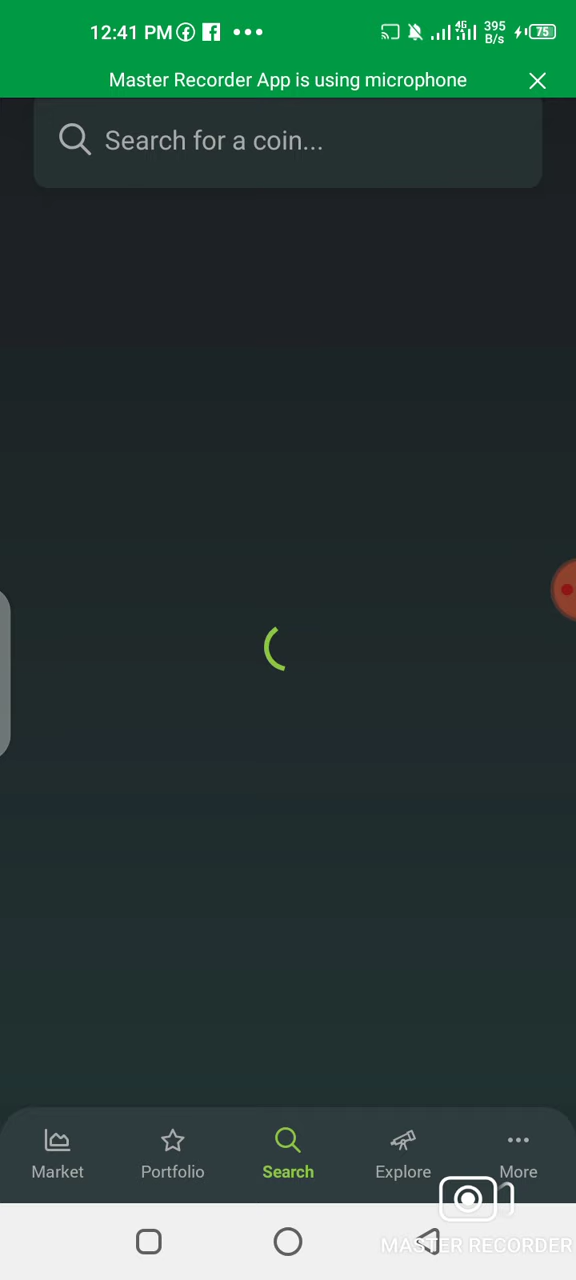 12:41 PM 4G 395 B/s 75
Master Recorder App is using microphone
Search for a coin...
Market Portfolio Search Explore More
MASTER RECORDER